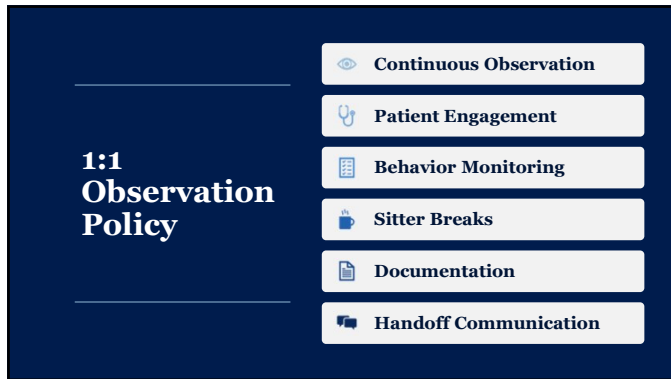 1:1
Observation
Policy
Continuous Observation
Patient Engagement
Behavior Monitoring
Sitter Breaks
Documentation
Handoff Communication